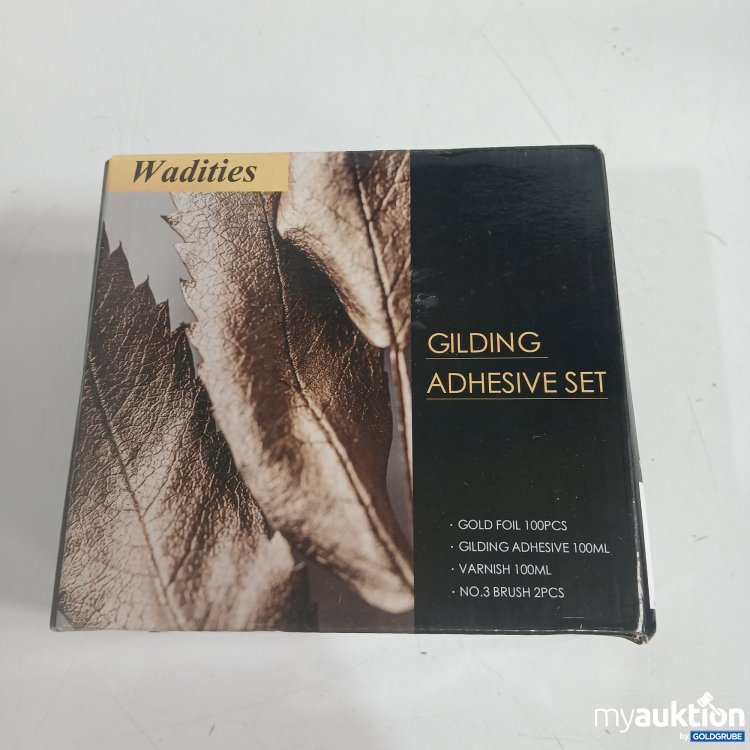 Wadities
GILDING
ADHESIVE SET
· GOLD FOIL 100PCS
· GILDING ADHESIVE 100ML
· VARNISH 100ML
· NO.3 BRUSH 2PCS
myauktion
by GOLDGRUBE